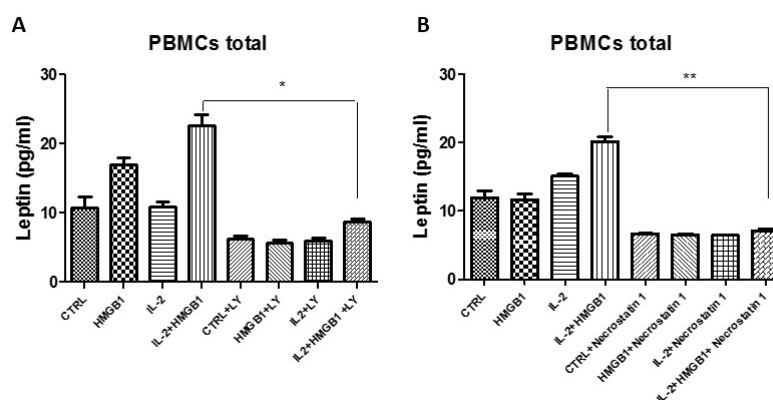 A
PBMCs total
Leptin (pg/ml)
30
20
10
0
*
CTRL
HMGB1
IL-2
IL-2+HMGB1
CTRL+LY
HMGB1+LY
IL2+LY
IL2+HMGB1 +LY
B
PBMCs total
Leptin (pg/ml)
30
20
10
0
**
CTRL
HMGB1
IL-2
IL-2+HMGB1
CTRL+Necrostatin 1
HMGB1+Necrostatin 1
IL-2+Necrostatin 1
IL-2+HMGB1+ Necrostatin 1